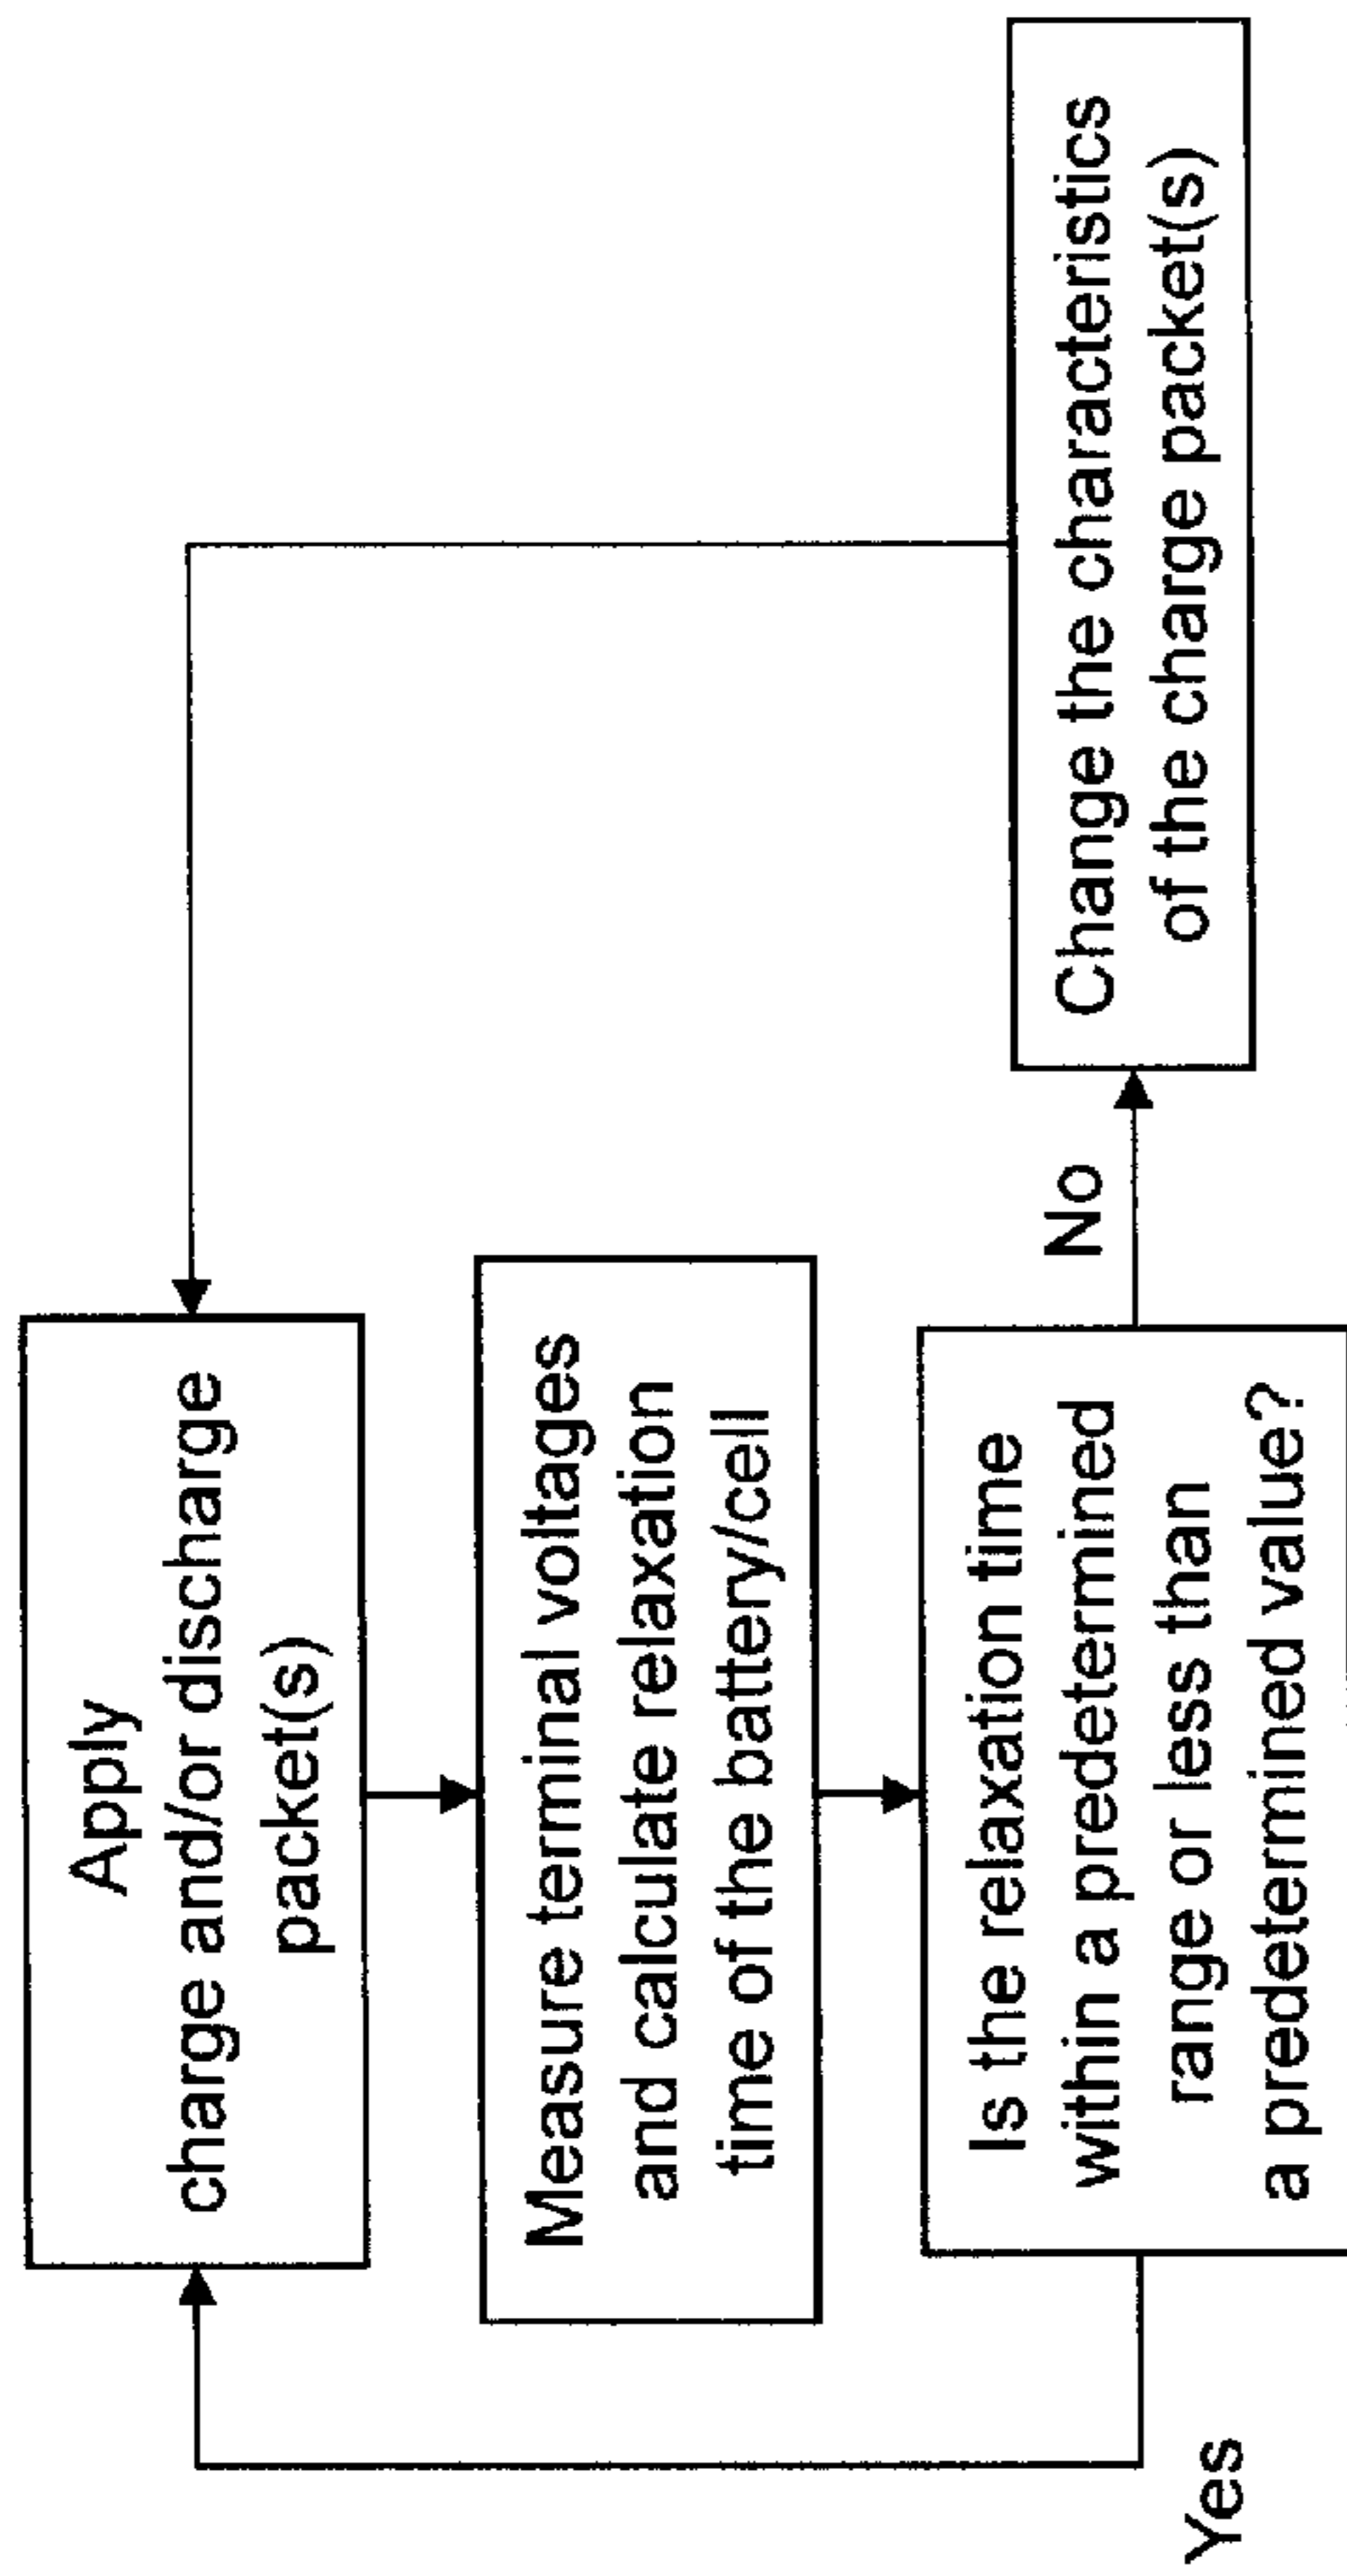 Apply
charge and/or discharge
packet(s)
Measure terminal voltages
and calculate relaxation
time of the battery/cell
Is the relaxation time
within a predetermined
range or less than
a predetermined value?
Yes
No
Change the characteristics
of the charge packet(s)